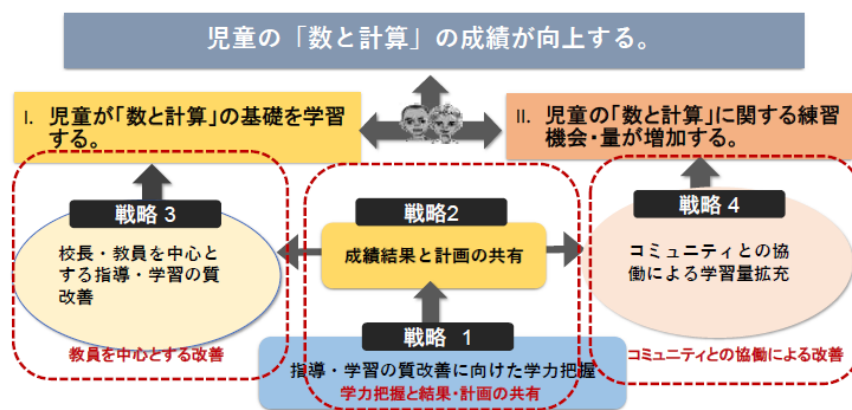 児童の「数と計算」の成績が向上する。
I. 児童が「数と計算」の基礎を学習
する。
II. 児童の「数と計算」に関する練習
機会・量が増加する。
戦略 3
校長・教員を中心と
する指導・学習の質
改善
教員を中心とする改善
戦略2
成績結果と計画の共有
戦略 1
指導・学習の質改善に向けた学力把握
学力把握と結果・計画の共有
戦略 4
コミュニティとの協
働による学習量拡充
コミュニティとの協働による改善